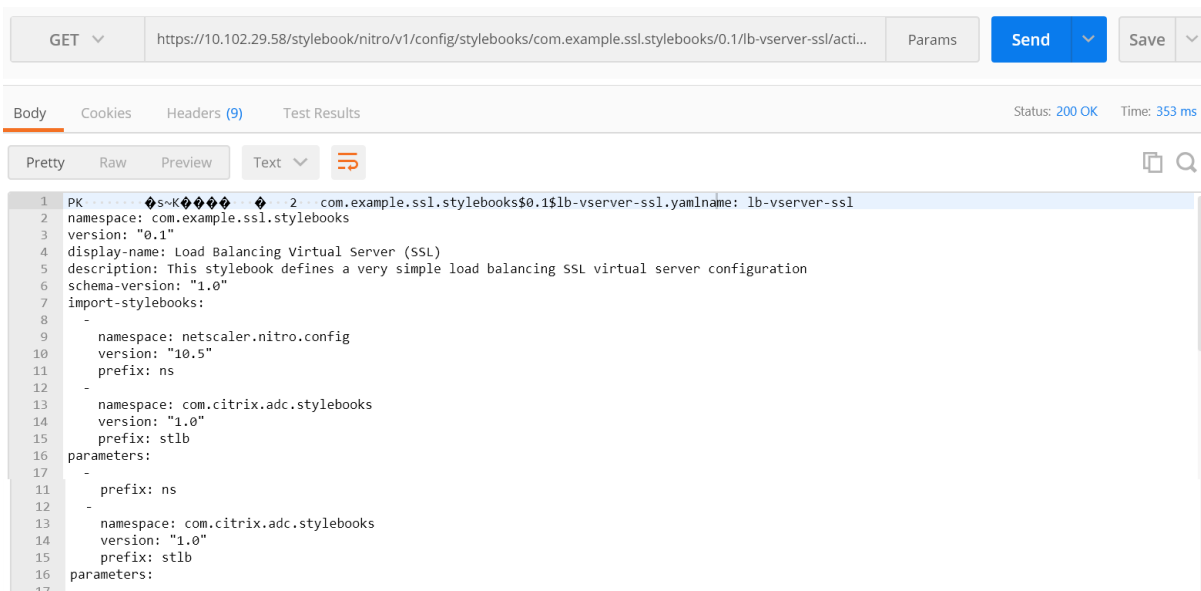 GET https://10.102.29.58/stylebook/nitro/v1/config/stylebooks/com.example.ssl.stylebooks/0.1/lb-vserver-ssl/acti... Params Send Save
Body Cookies Headers (9) Test Results Status: 200 OK Time: 353 ms
Pretty Raw Preview Text
1 PK ········ �s~K���� ··· � ·· 2 ·· com.example.ssl.stylebooks$0.1$lb-vserver-ssl.yamlname: lb-vserver-ssl
2 namespace: com.example.ssl.stylebooks
3 version: "0.1"
4 display-name: Load Balancing Virtual Server (SSL)
5 description: This stylebook defines a very simple load balancing SSL virtual server configuration
6 schema-version: "1.0"
7 import-stylebooks:
8 -
9 namespace: netscaler.nitro.config
10 version: "10.5"
11 prefix: ns
12 -
13 namespace: com.citrix.adc.stylebooks
14 version: "1.0"
15 prefix: stlb
16 parameters:
17 -
11 prefix: ns
12 -
13 namespace: com.citrix.adc.stylebooks
14 version: "1.0"
15 prefix: stlb
16 parameters:
17